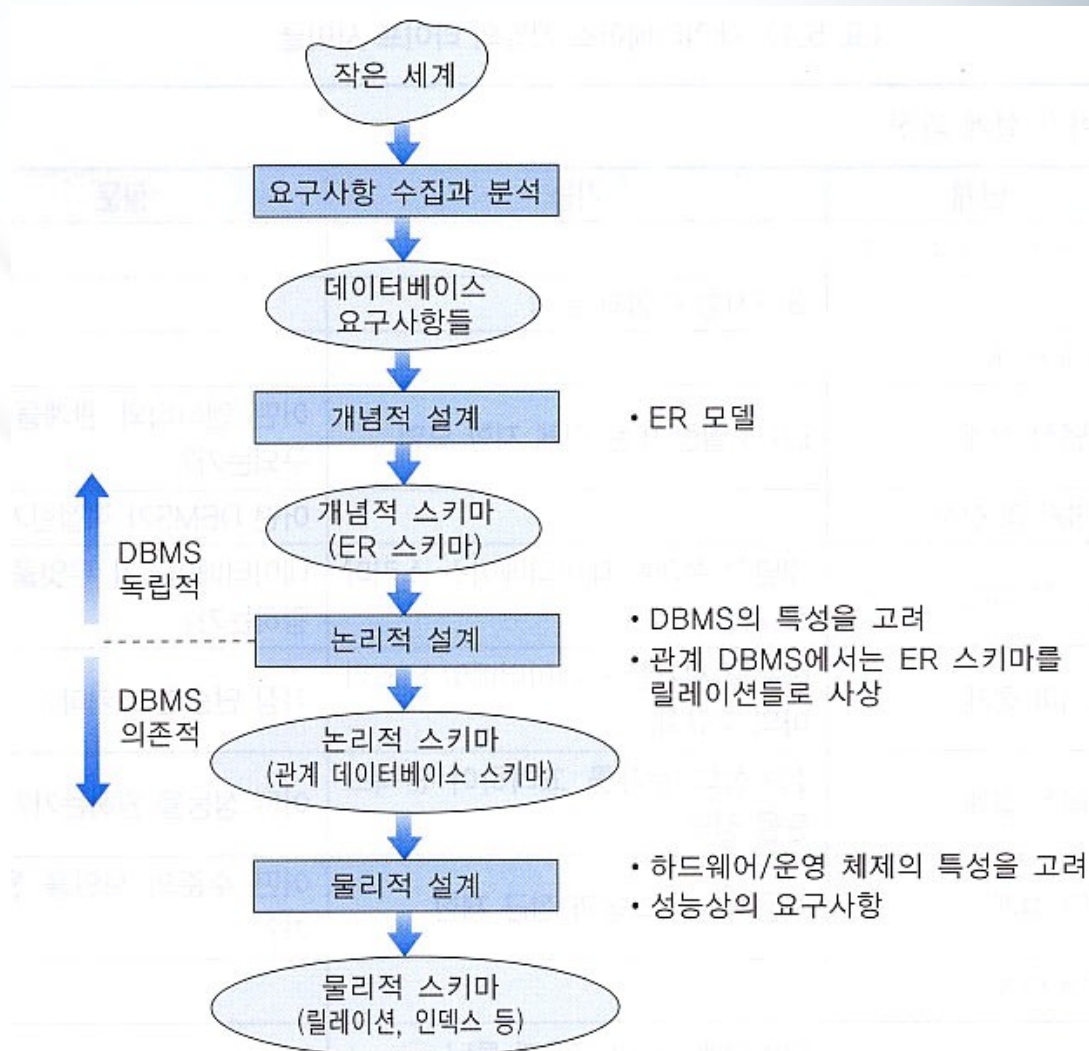 작은 세계
요구사항 수집과 분석
데이터베이스
요구사항들
개념적 설계
• ER 모델
개념적 스키마
(ER 스키마)
DBMS
독립적
논리적 설계
• DBMS의 특성을 고려
• 관계 DBMS에서는 ER 스키마를
릴레이션들로 사상
DBMS
의존적
논리적 스키마
(관계 데이터베이스 스키마)
물리적 설계
• 하드웨어/운영 체제의 특성을 고려
• 성능상의 요구사항
물리적 스키마
(릴레이션, 인덱스 등)